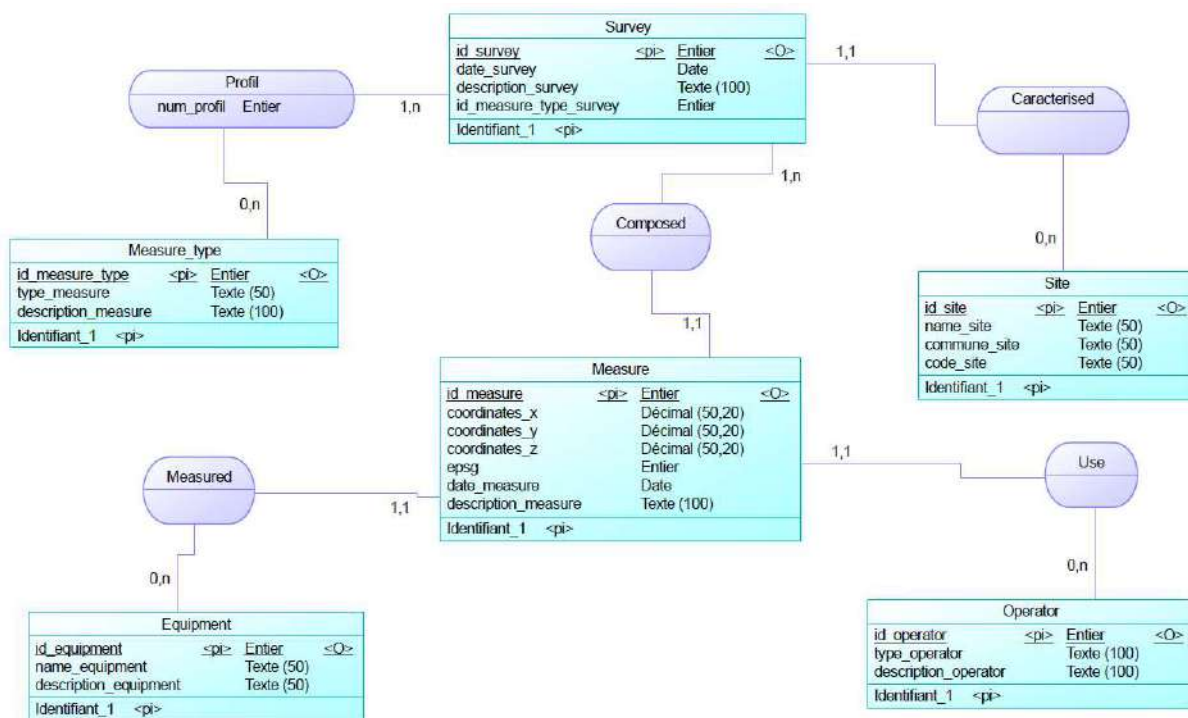 Survey
id_survey <pi> Entier <O>
date_survey Date
description_survey Texte (100)
id_measure_type_survey Entier
Identifiant_1 <pi>
Profil
num_profil Entier
1,n
1,1
Caracterised
1,n
0,n
Composed
0,n
Measure_type
id_measure_type <pi> Entier <O>
type_measure Texte (50)
description_measure Texte (100)
Identifiant_1 <pi>
Site
id_site <pi> Entier <O>
name_site Texte (50)
commune_site Texte (50)
code_site Texte (50)
Identifiant_1 <pi>
1,1
Measure
id_measure <pi> Entier <O>
coordinates_x Décimal (50,20)
coordinates_y Décimal (50,20)
coordinates_z Décimal (50,20)
epsg Entier
date_measure Date
description_measure Texte (100)
Identifiant_1 <pi>
Measured
1,1
1,1
Use
0,n
0,n
Equipment
id_equipment <pi> Entier <O>
name_equipment Texte (50)
description_equipment Texte (50)
Identifiant_1 <pi>
Operator
id_operator <pi> Entier <O>
type_operator Texte (100)
description_operator Texte (100)
Identifiant_1 <pi>